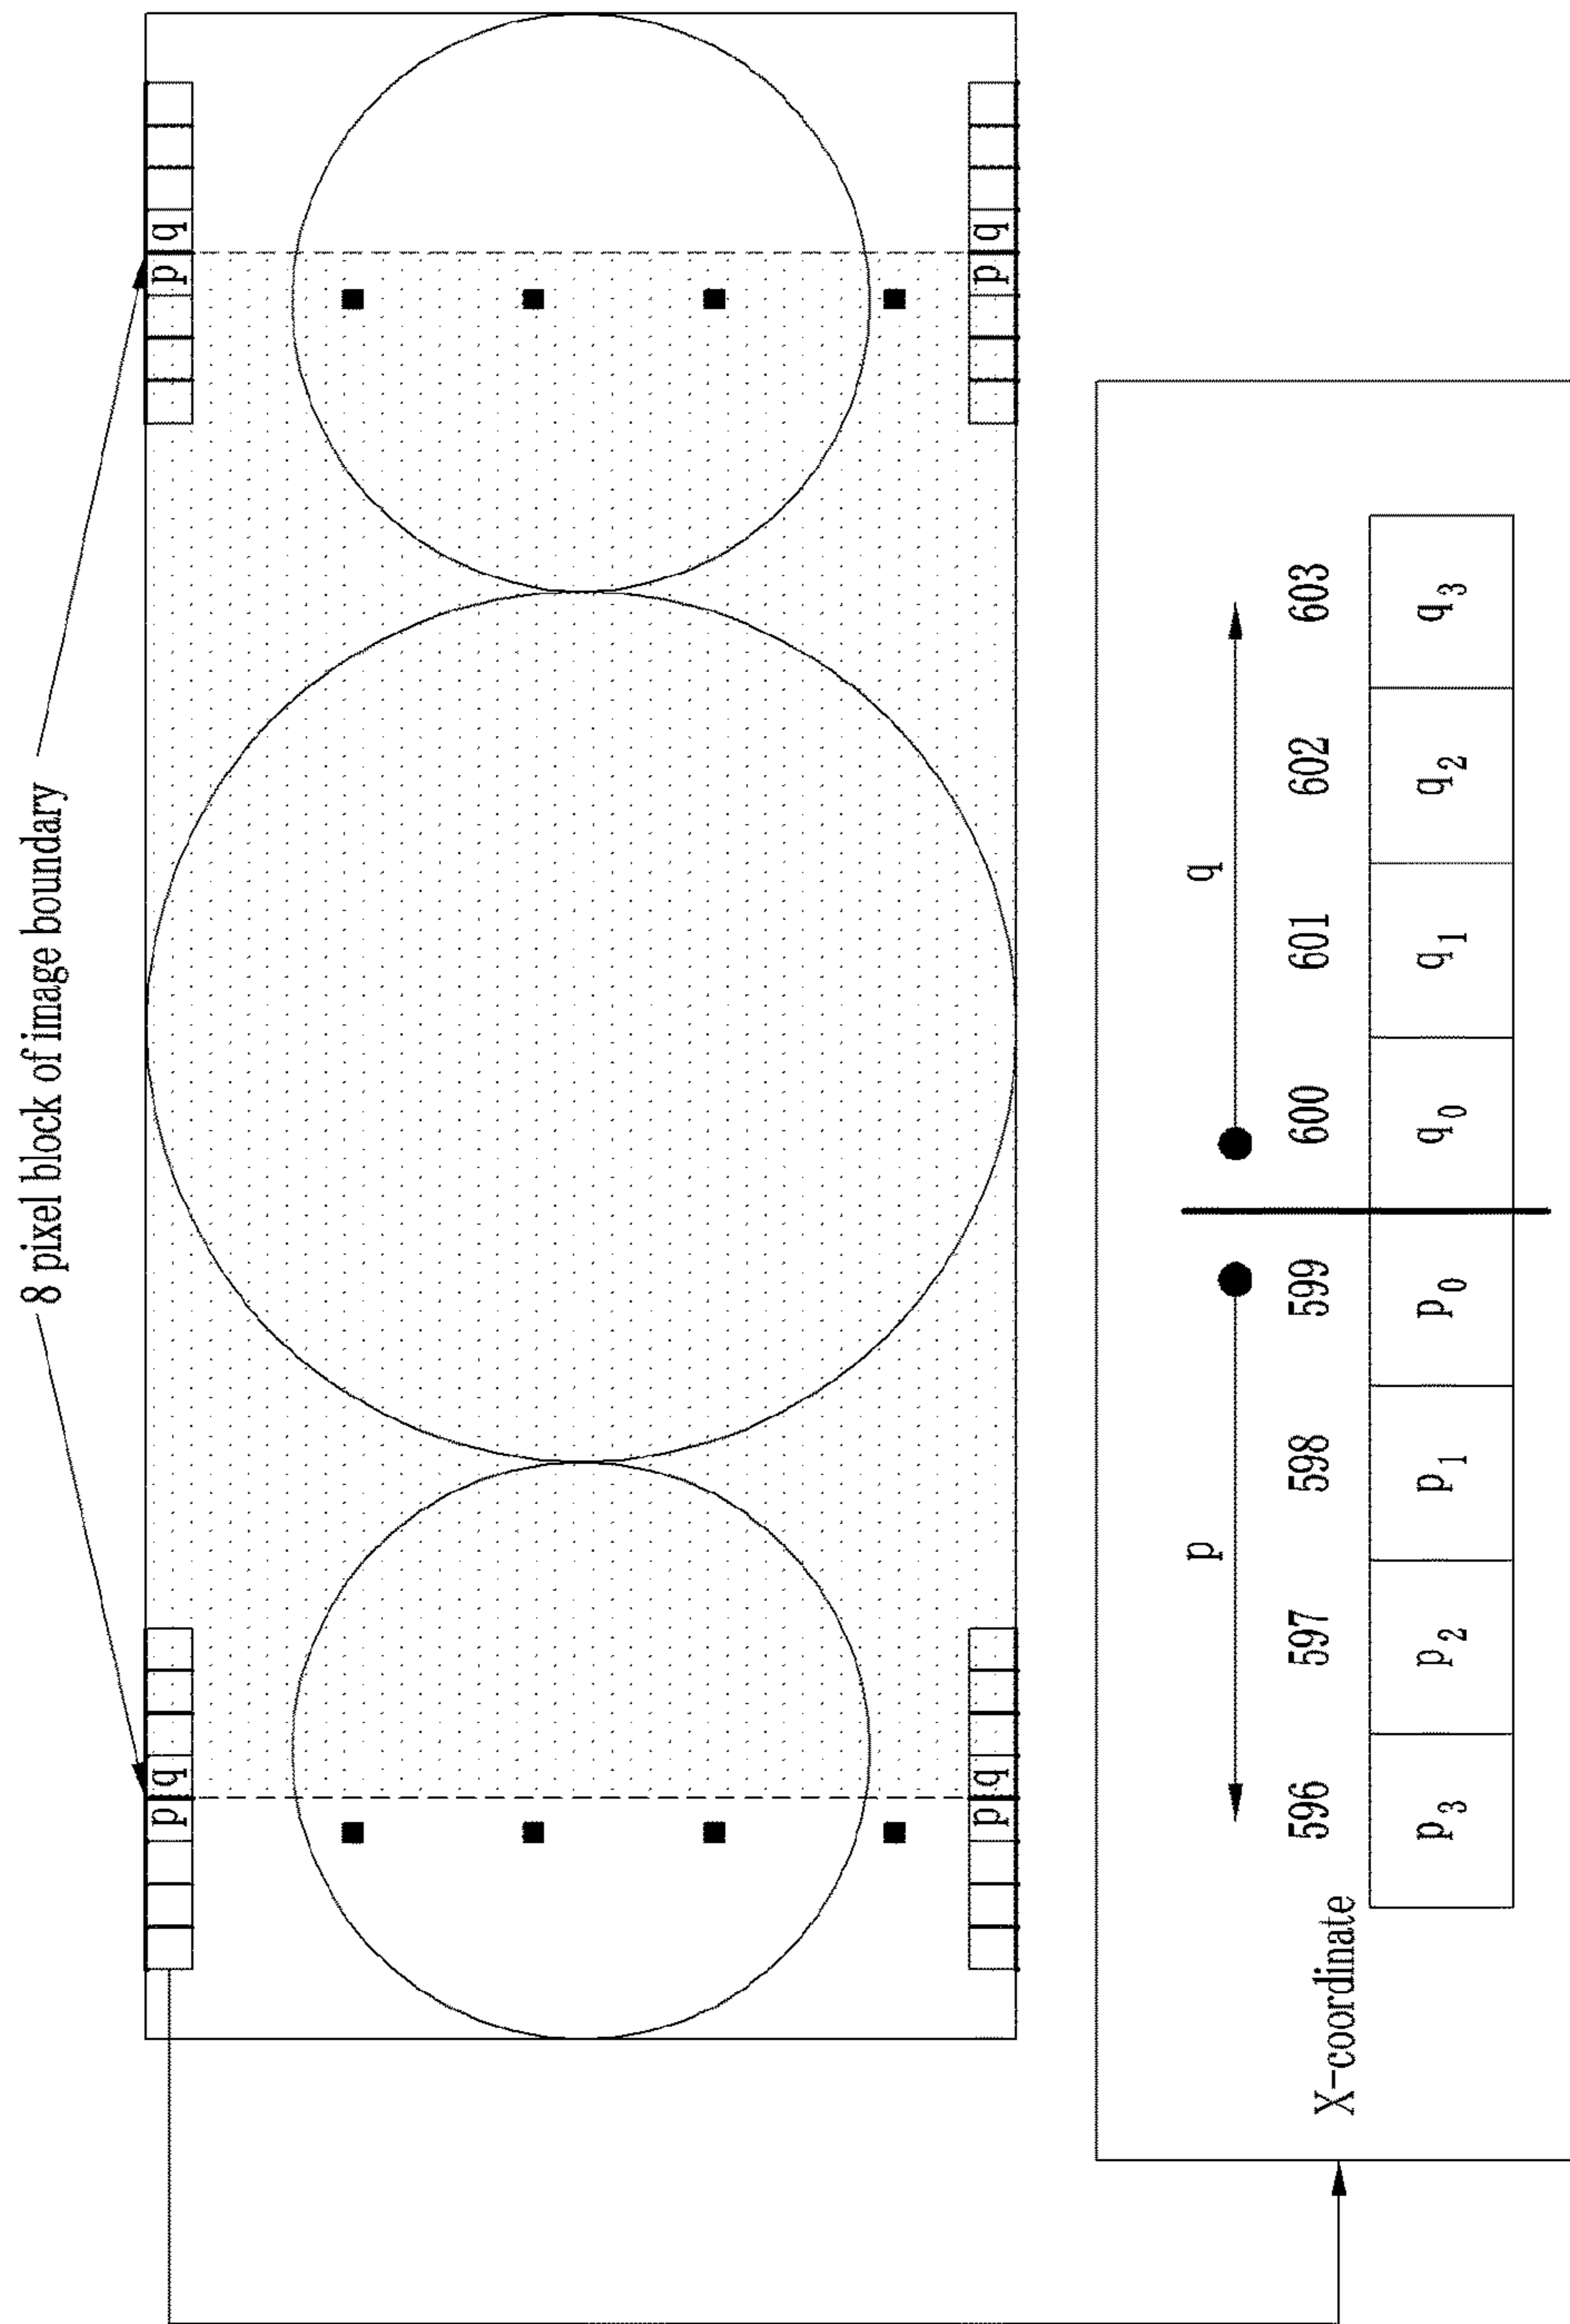 8 pixel block of image boundary
p q p q
p q p q
p q
X-coordinate 596 597 598 599 600 601 602 603
p₃ p₂ p₁ p₀ q₀ q₁ q₂ q₃